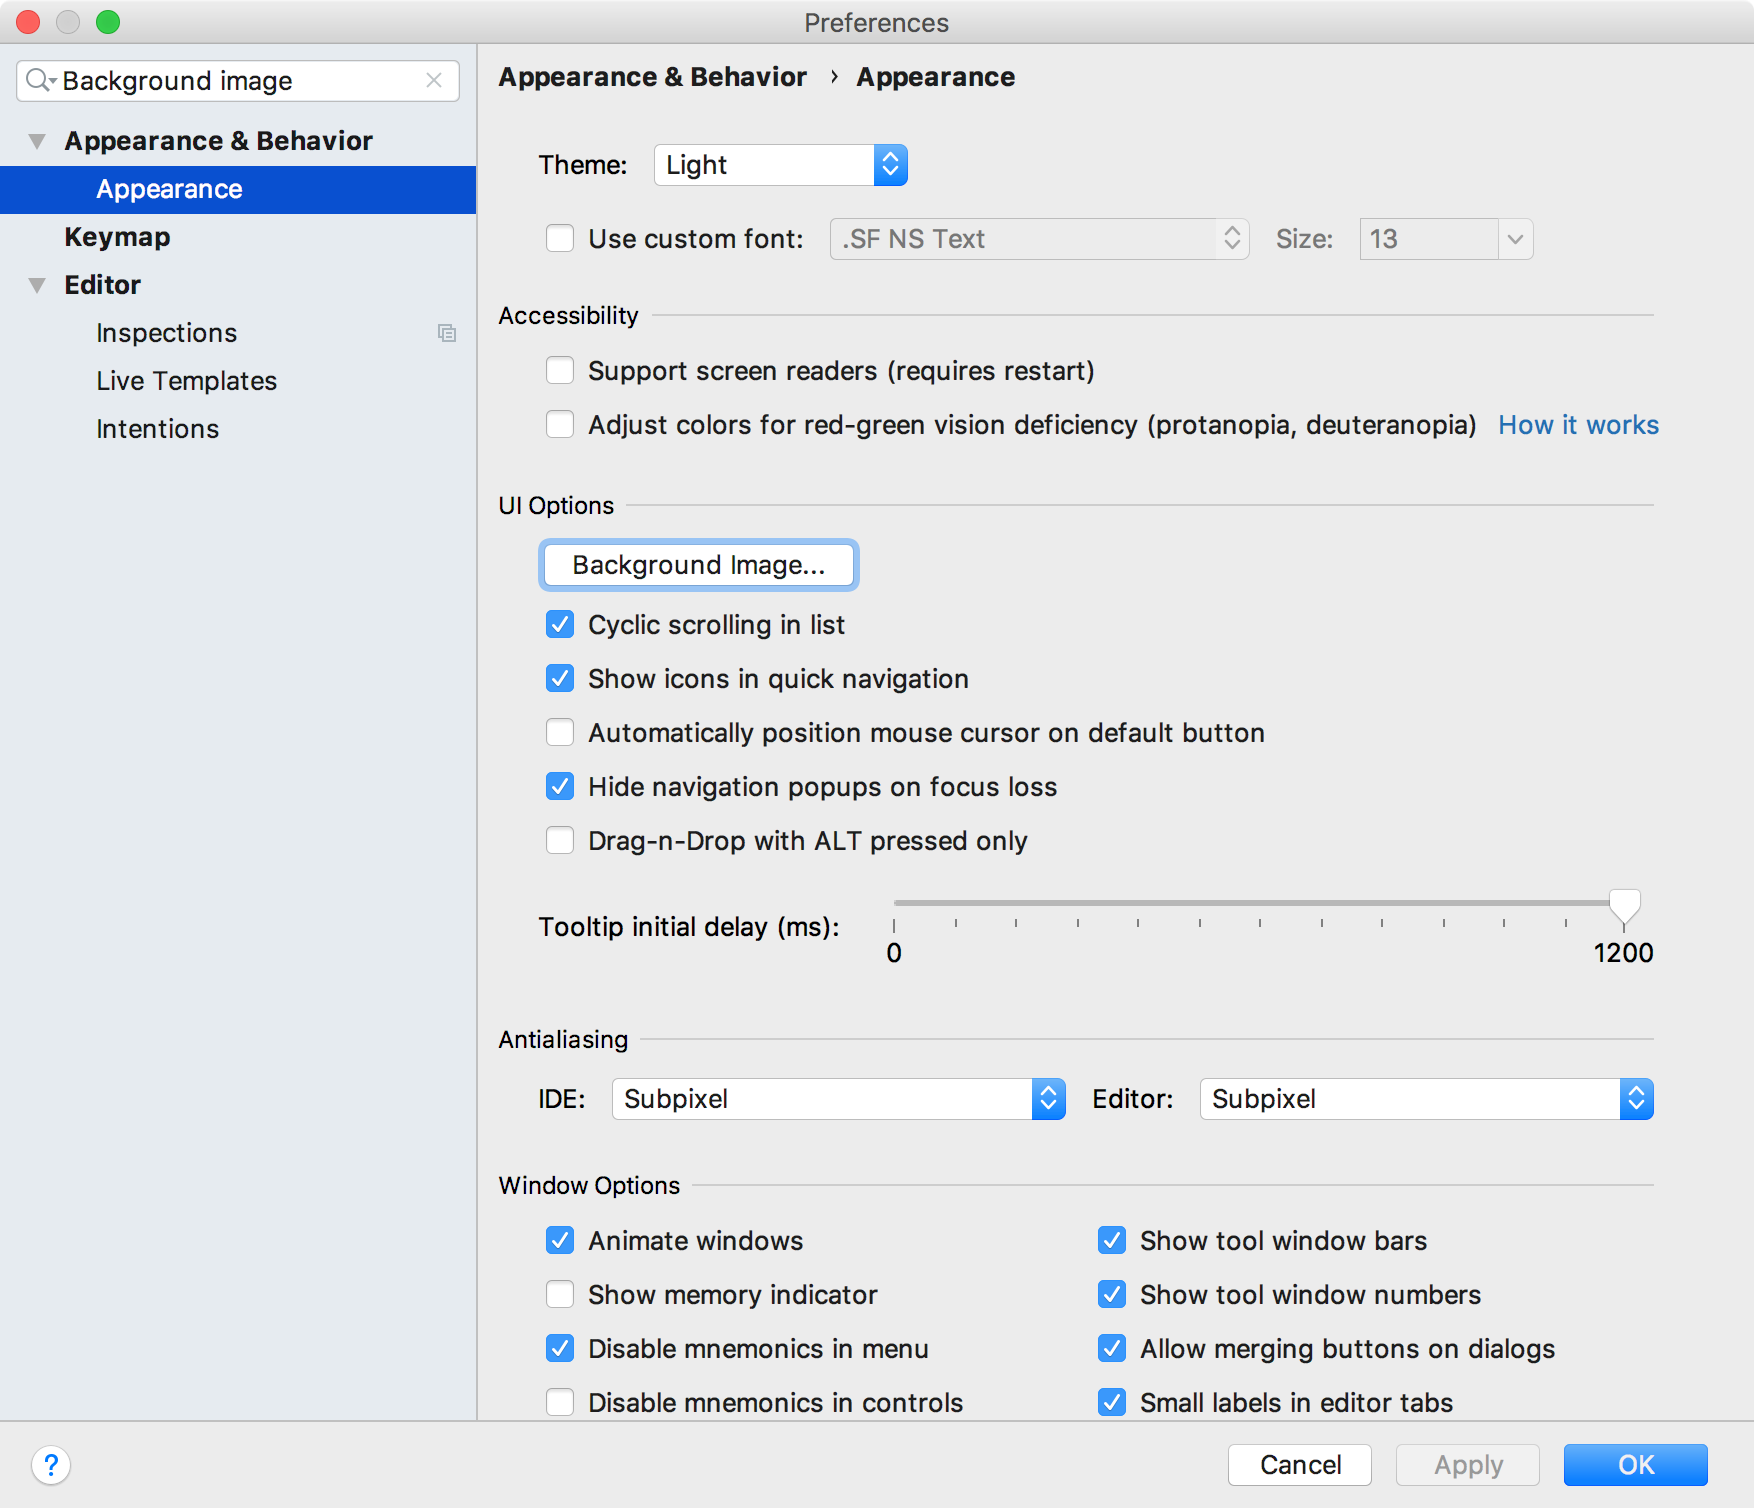 Preferences
Background image
Appearance & Behavior
Appearance
Keymap
Editor
Inspections
Live Templates
Intentions
Appearance & Behavior › Appearance
Theme: Light
Use custom font: .SF NS Text Size: 13
Accessibility
Support screen readers (requires restart)
Adjust colors for red-green vision deficiency (protanopia, deuteranopia) How it works
UI Options
Background Image...
Cyclic scrolling in list
Show icons in quick navigation
Automatically position mouse cursor on default button
Hide navigation popups on focus loss
Drag-n-Drop with ALT pressed only
Tooltip initial delay (ms):
0 1200
Antialiasing
IDE: Subpixel Editor: Subpixel
Window Options
Animate windows Show tool window bars
Show memory indicator Show tool window numbers
Disable mnemonics in menu Allow merging buttons on dialogs
Disable mnemonics in controls Small labels in editor tabs
? Cancel Apply OK